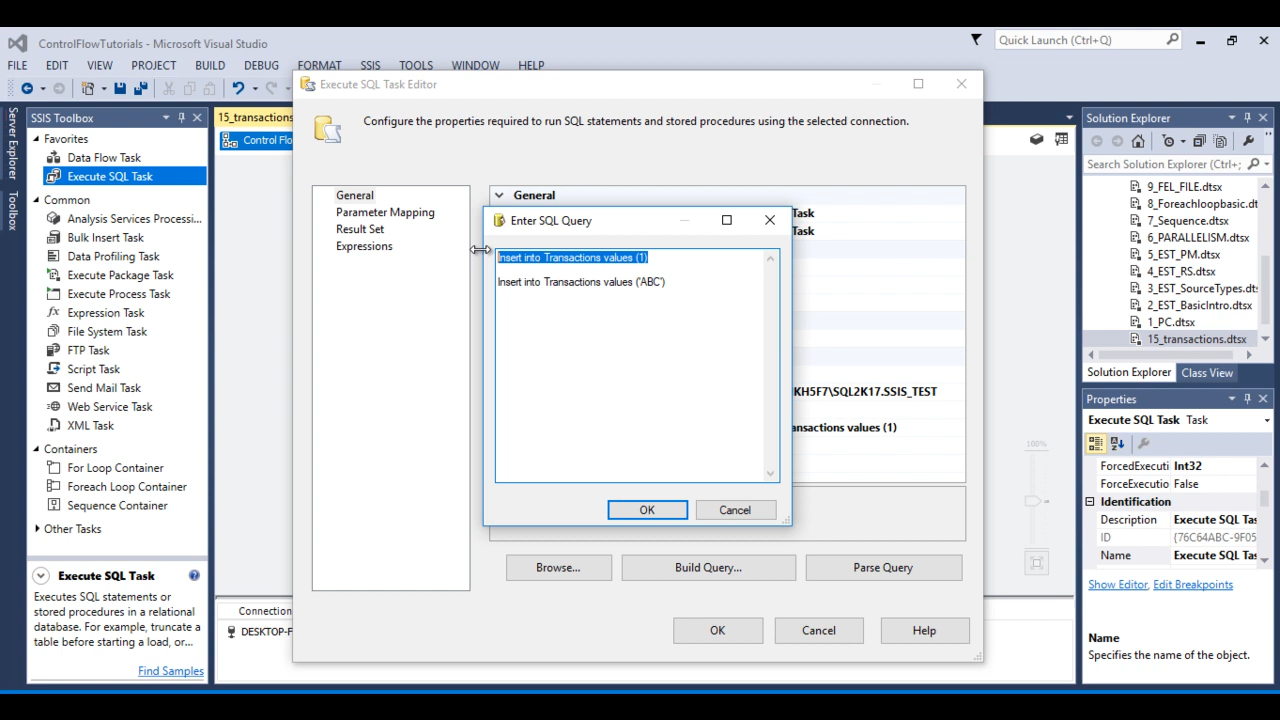 ControlFlowTutorials - Microsoft Visual Studio
Quick Launch (Ctrl+Q)
FILE EDIT VIEW PROJECT BUILD DEBUG FORMAT SSIS TOOLS WINDOW HELP
Server Explorer
Toolbox
SSIS Toolbox
Favorites
Data Flow Task
Execute SQL Task
Common
Analysis Services Processi...
Bulk Insert Task
Data Profiling Task
Execute Package Task
Execute Process Task
Expression Task
File System Task
FTP Task
Script Task
Send Mail Task
Web Service Task
XML Task
Containers
For Loop Container
Foreach Loop Container
Sequence Container
Other Tasks
Execute SQL Task
Executes SQL statements or
stored procedures in a relational
database. For example, truncate a
table before starting a load, or...
Find Samples
15_transactions
Control Flo
Connection
DESKTOP-F
Execute SQL Task Editor
Configure the properties required to run SQL statements and stored procedures using the selected connection.
General
Parameter Mapping
Result Set
Expressions
General
Task
Task
KH5F7\SQL2K17.SSIS_TEST
ansactions values (1)
Enter SQL Query
Insert into Transactions values (1)
Insert into Transactions values ('ABC')
OK Cancel
Browse... Build Query... Parse Query
OK Cancel Help
100%
Solution Explorer
Search Solution Explorer (Ctrl+;
9_FEL_FILE.dtsx
8_Foreachloopbasic.dt
7_Sequence.dtsx
6_PARALLELISM.dtsx
5_EST_PM.dtsx
4_EST_RS.dtsx
3_EST_SourceTypes.dts
2_EST_BasicIntro.dtsx
1_PC.dtsx
15_transactions.dtsx
Solution Explorer Class View
Properties
Execute SQL Task Task
ForcedExecuti Int32
ForceExecutio False
Identification
Description Execute SQL Tas
ID {76C64ABC-9F05
Name Execute SQL Tas
Show Editor, Edit Breakpoints
Name
Specifies the name of the object.